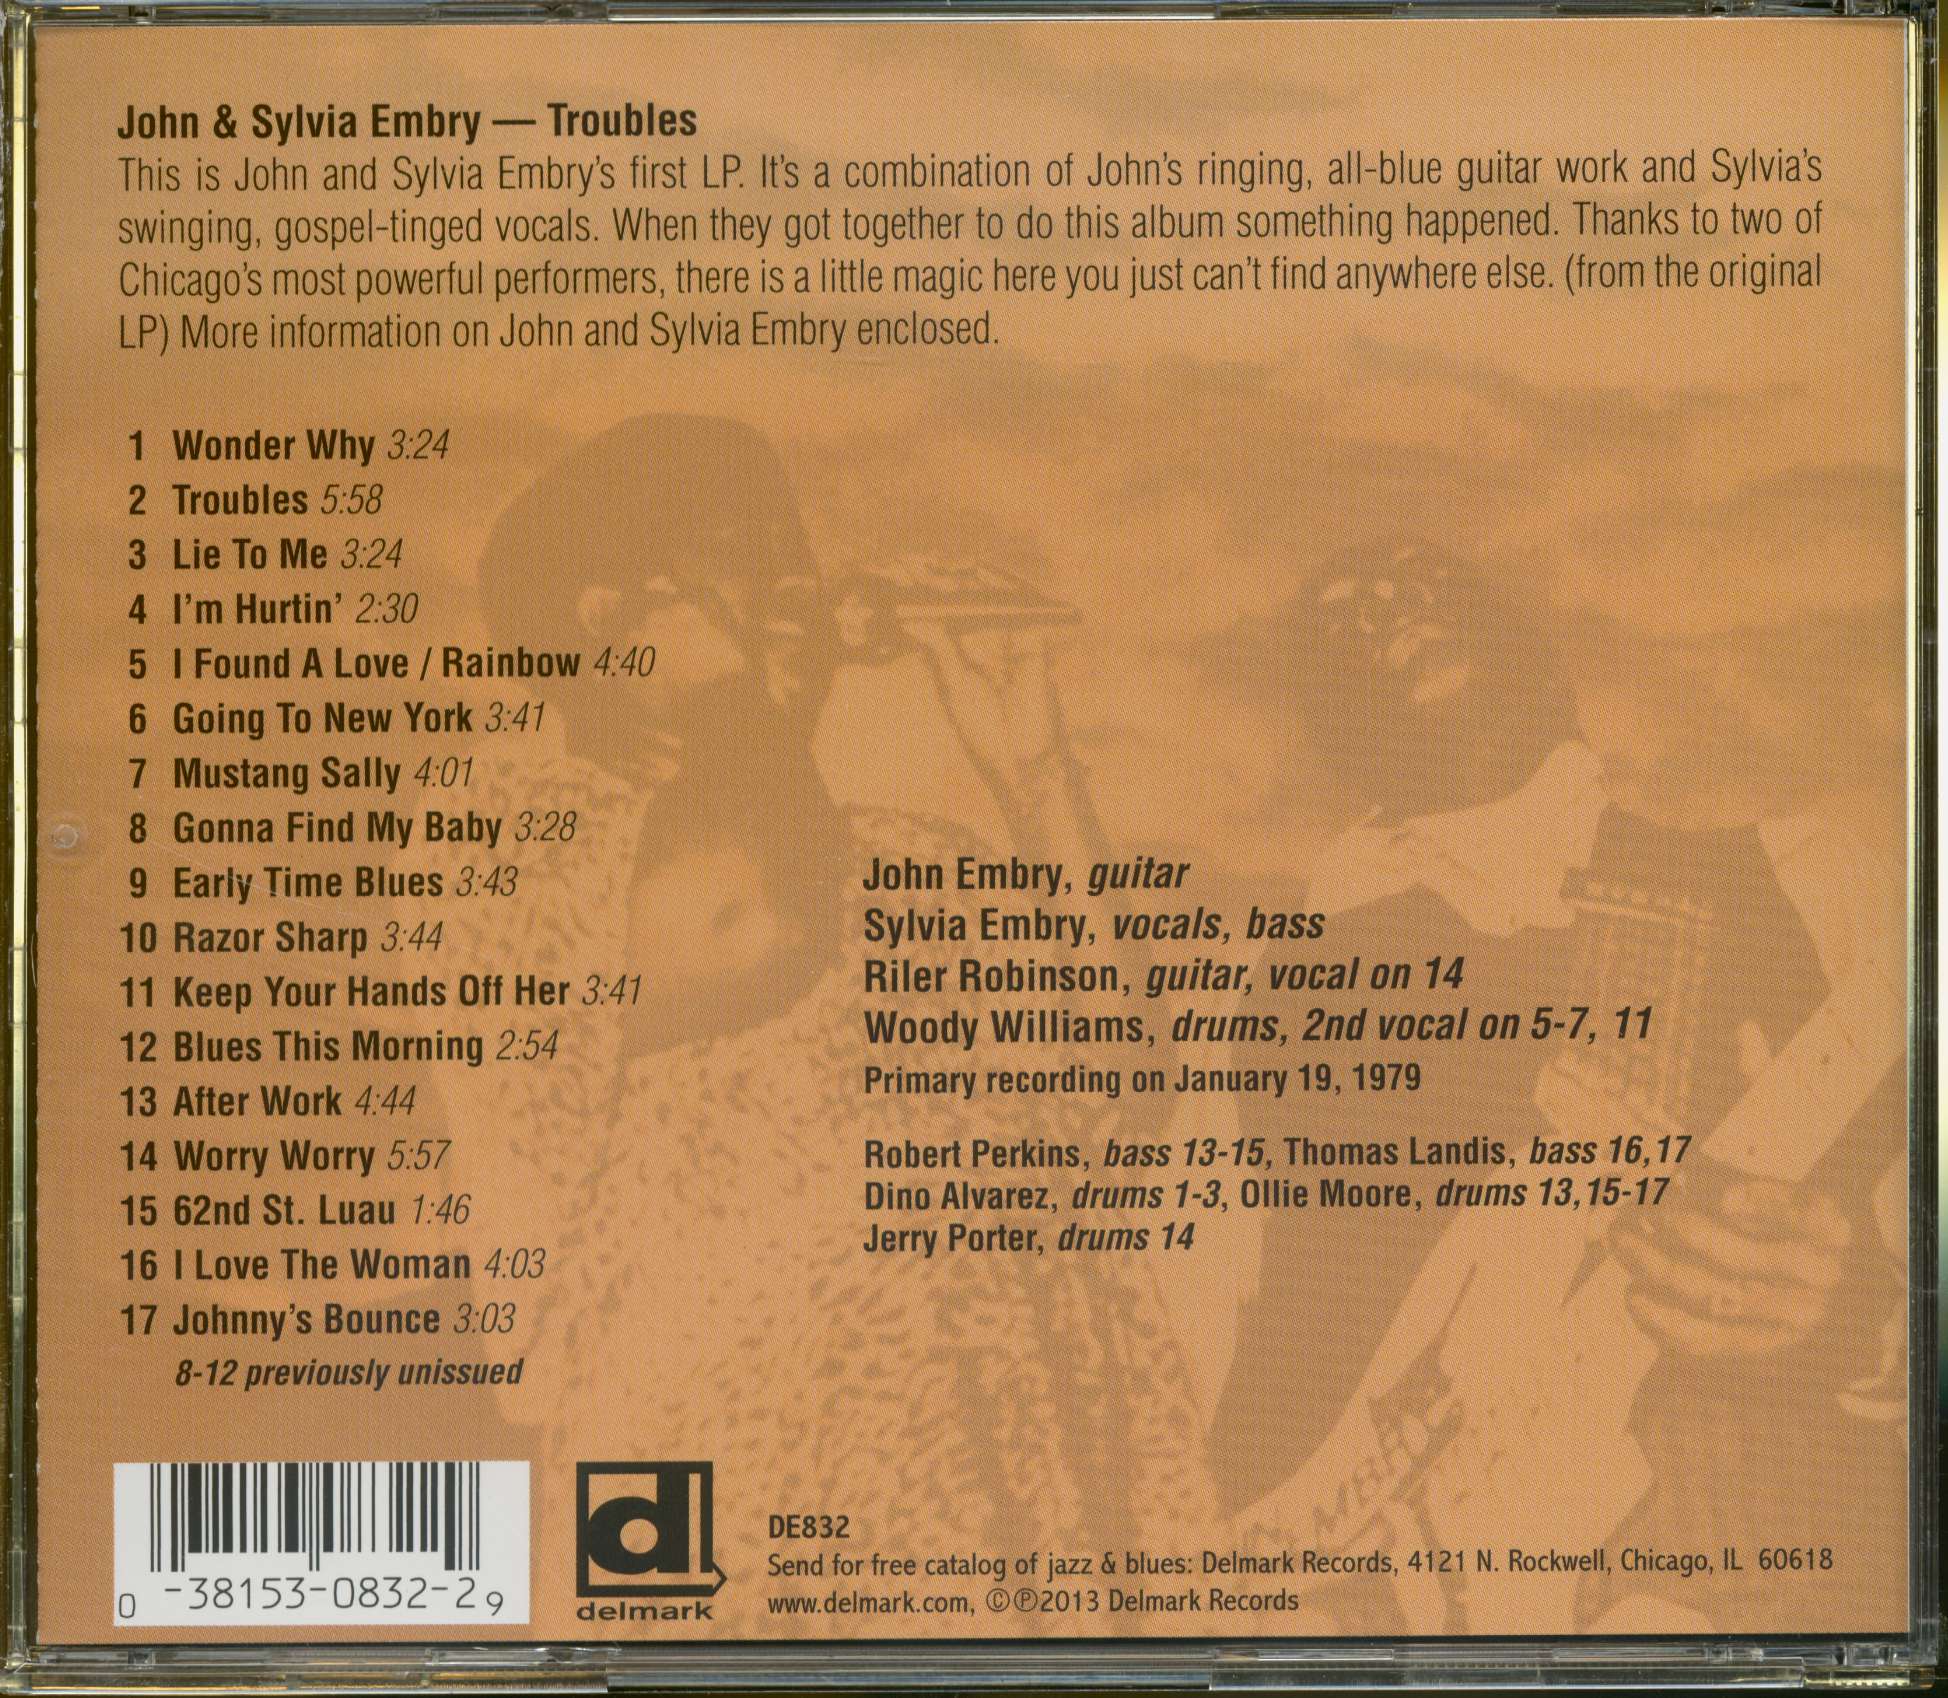 John & Sylvia Embry — Troubles
This is John and Sylvia Embry's first LP. It's a combination of John's ringing, all-blue guitar work and Sylvia's
swinging, gospel-tinged vocals. When they got together to do this album something happened. Thanks to two of
Chicago's most powerful performers, there is a little magic here you just can't find anywhere else. (from the original
LP) More information on John and Sylvia Embry enclosed.
1 Wonder Why 3:24
2 Troubles 5:58
3 Lie To Me 3:24
4 I'm Hurtin' 2:30
5 I Found A Love / Rainbow 4:40
6 Going To New York 3:41
7 Mustang Sally 4:01
8 Gonna Find My Baby 3:28
9 Early Time Blues 3:43
10 Razor Sharp 3:44
11 Keep Your Hands Off Her 3:41
12 Blues This Morning 2:54
13 After Work 4:44
14 Worry Worry 5:57
15 62nd St. Luau 1:46
16 I Love The Woman 4:03
17 Johnny's Bounce 3:03
8-12 previously unissued
John Embry, guitar
Sylvia Embry, vocals, bass
Riler Robinson, guitar, vocal on 14
Woody Williams, drums, 2nd vocal on 5-7, 11
Primary recording on January 19, 1979
Robert Perkins, bass 13-15, Thomas Landis, bass 16,17
Dino Alvarez, drums 1-3, Ollie Moore, drums 13,15-17
Jerry Porter, drums 14
0 -38153-0832-2 9
delmark
DE832
Send for free catalog of jazz & blues: Delmark Records, 4121 N. Rockwell, Chicago, IL 60618
www.delmark.com, ©℗2013 Delmark Records